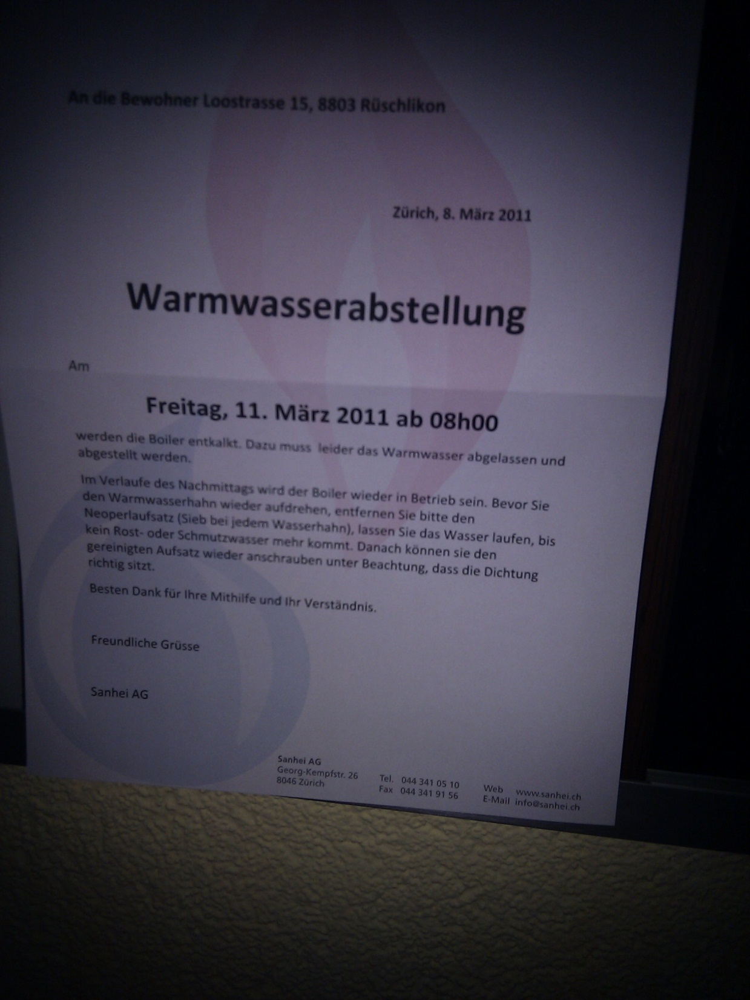 An die Bewohner Loostrasse 15, 8803 Rüschlikon
Zürich, 8. März 2011
Warmwasserabstellung
Am
Freitag, 11. März 2011 ab 08h00
werden die Boiler entkalkt. Dazu muss leider das Warmwasser abgelassen und
abgestellt werden.
Im Verlaufe des Nachmittags wird der Boiler wieder in Betrieb sein. Bevor Sie
den Warmwasserhahn wieder aufdrehen, entfernen Sie bitte den
Neoperlaufsatz (Sieb bei jedem Wasserhahn), lassen Sie das Wasser laufen, bis
kein Rost- oder Schmutzwasser mehr kommt. Danach können sie den
gereinigten Aufsatz wieder anschrauben unter Beachtung, dass die Dichtung
richtig sitzt.
Besten Dank für Ihre Mithilfe und Ihr Verständnis.
Freundliche Grüsse
Sanhei AG
Sanhei AG
Georg-Kempfstr. 26
8046 Zürich
Tel. 044 341 05 10
Fax 044 341 91 56
Web www.sanhei.ch
E-Mail info@sanhei.ch